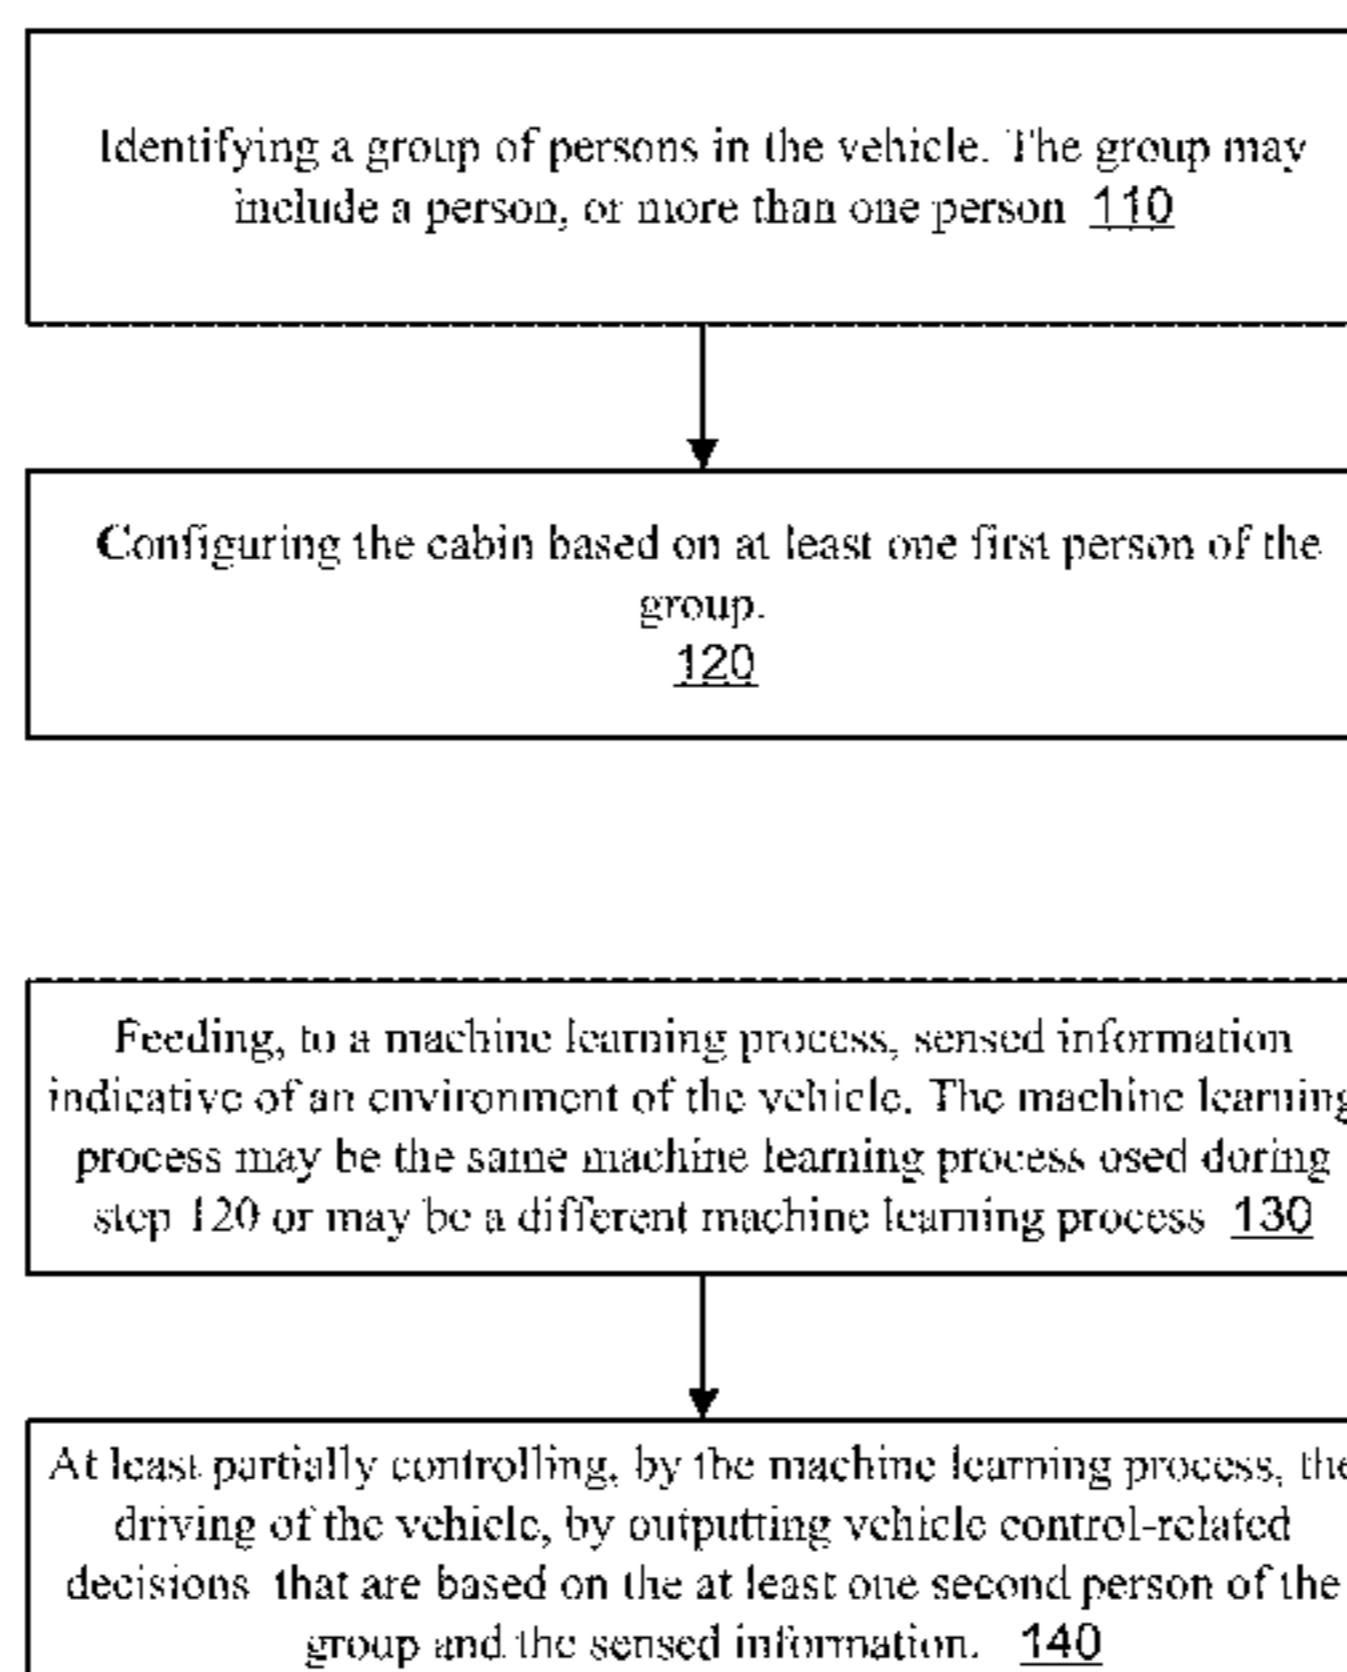 Identifying a group of persons in the vehicle. The group may
include a person, or more than one person 110
Configuring the cabin based on at least one first person of the
group.
120
Feeding, to a machine learning process, sensed information
indicative of an environment of the vehicle. The machine learning
process may be the same machine learning process used during
step 120 or may be a different machine learning process 130
At least partially controlling, by the machine learning process, the
driving of the vehicle, by outputting vehicle control-related
decisions that are based on the at least one second person of the
group and the sensed information. 140